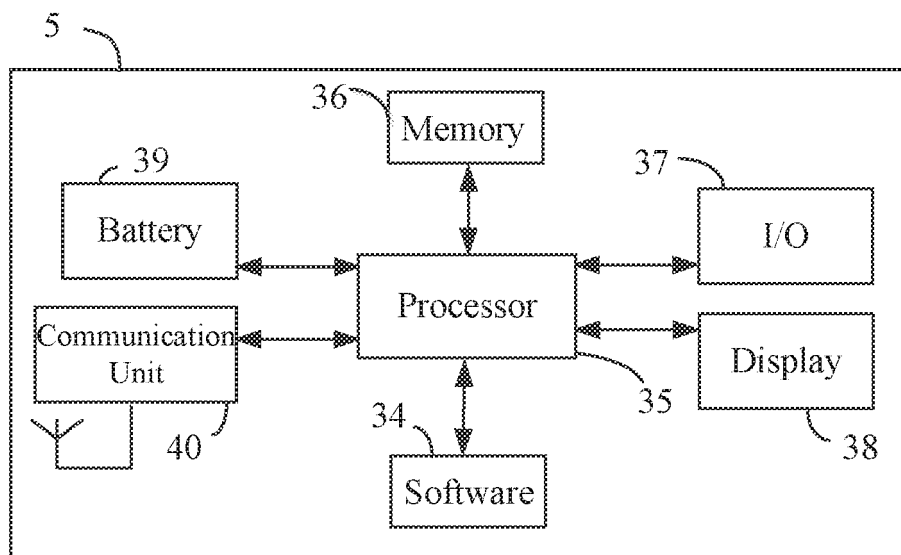 5
36
Memory
39
Battery
37
I/O
Processor
Communication
Unit
Display
35
34
40
38
Software